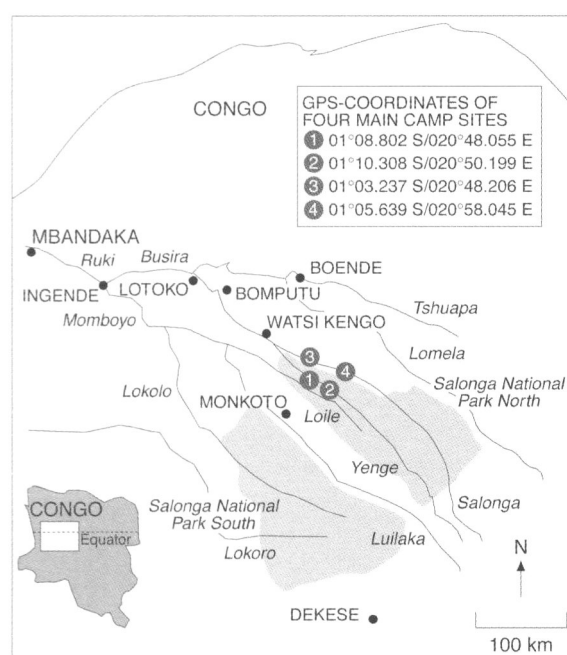 CONGO
GPS-COORDINATES OF
FOUR MAIN CAMP SITES
1 01°08.802 S/020°48.055 E
2 01°10.308 S/020°50.199 E
3 01°03.237 S/020°48.206 E
4 01°05.639 S/020°58.045 E
MBANDAKA
Ruki
Busira
BOENDE
INGENDE
LOTOKO
BOMPUTU
Tshuapa
Momboyo
WATSI KENGO
Lomela
3
4
1
2
Salonga National
Park North
Lokolo
MONKOTO
Loile
Yenge
Salonga
CONGO
Equator
Salonga National
Park South
Lokoro
Luilaka
N
DEKESE
100 km